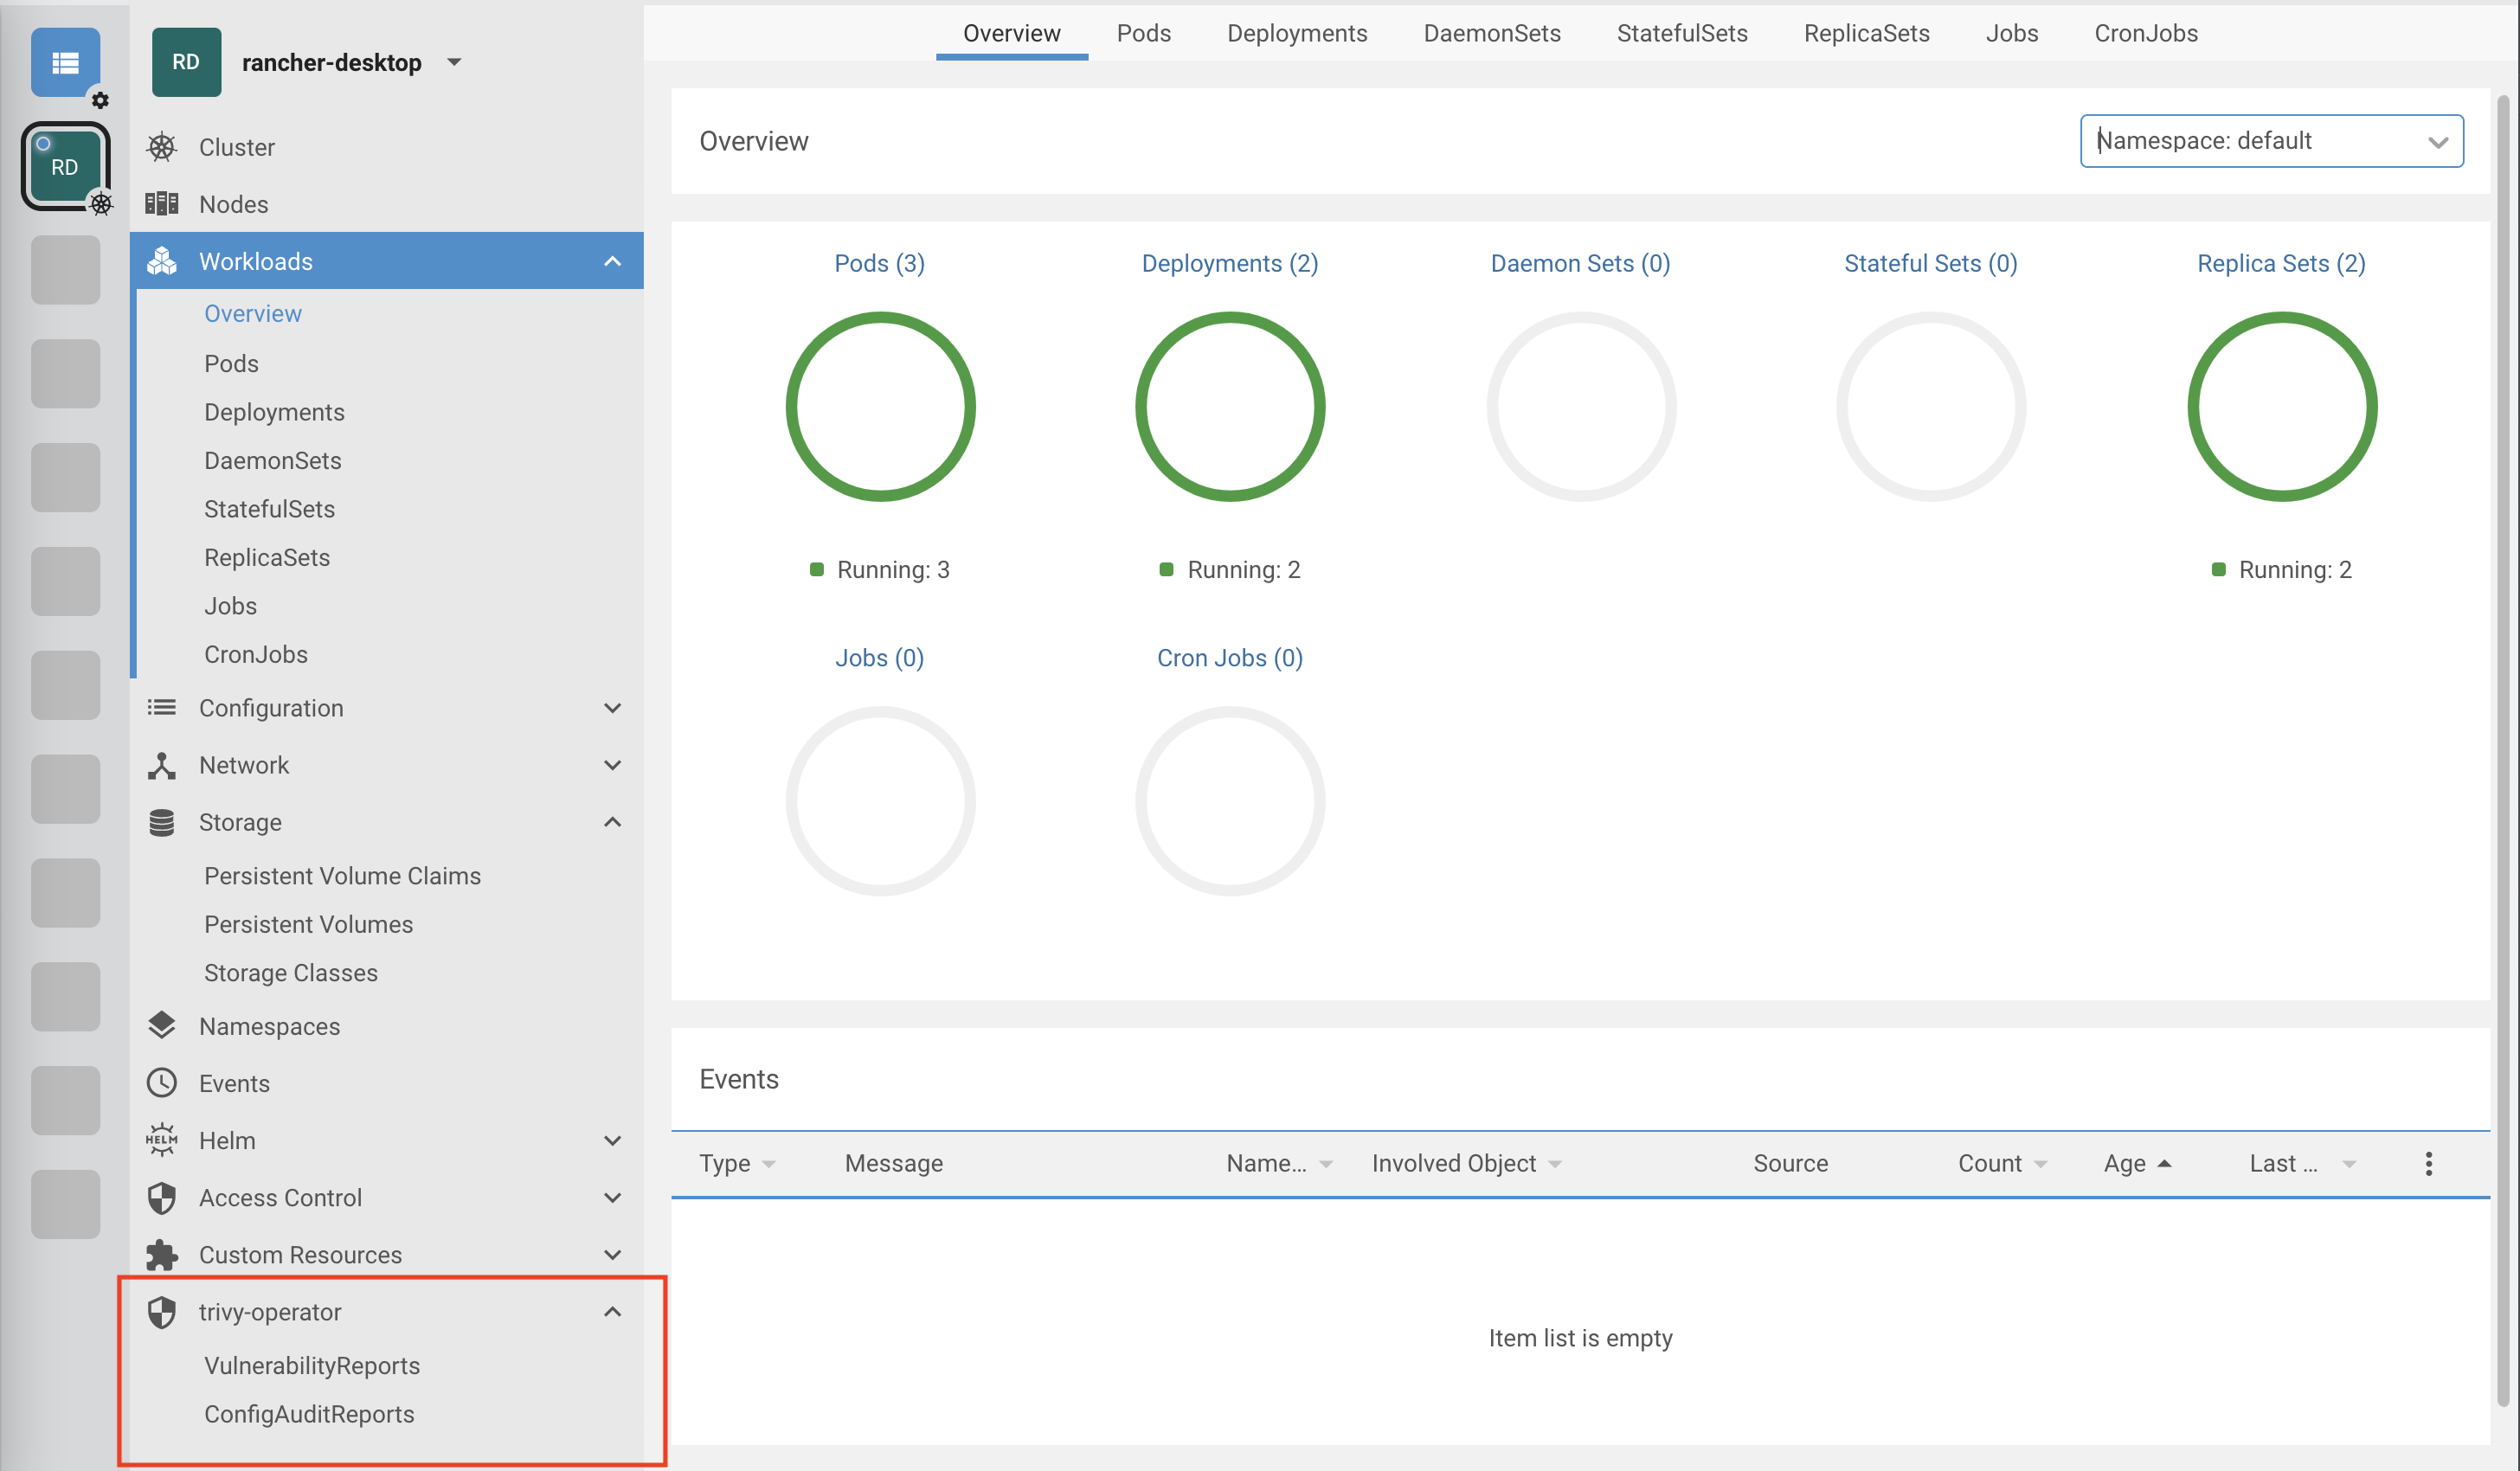 RD
rancher-desktop
RD
Cluster
Nodes
Workloads
Overview
Pods
Deployments
DaemonSets
StatefulSets
ReplicaSets
Jobs
CronJobs
Configuration
Network
Storage
Persistent Volume Claims
Persistent Volumes
Storage Classes
Namespaces
Events
HELM
Helm
Access Control
Custom Resources
trivy-operator
VulnerabilityReports
ConfigAuditReports
Overview Pods Deployments DaemonSets StatefulSets ReplicaSets Jobs CronJobs
Overview
Namespace: default
Pods (3) Deployments (2) Daemon Sets (0) Stateful Sets (0) Replica Sets (2)
Running: 3 Running: 2 Running: 2
Jobs (0) Cron Jobs (0)
Events
Type Message Name... Involved Object Source Count Age Last ...
Item list is empty